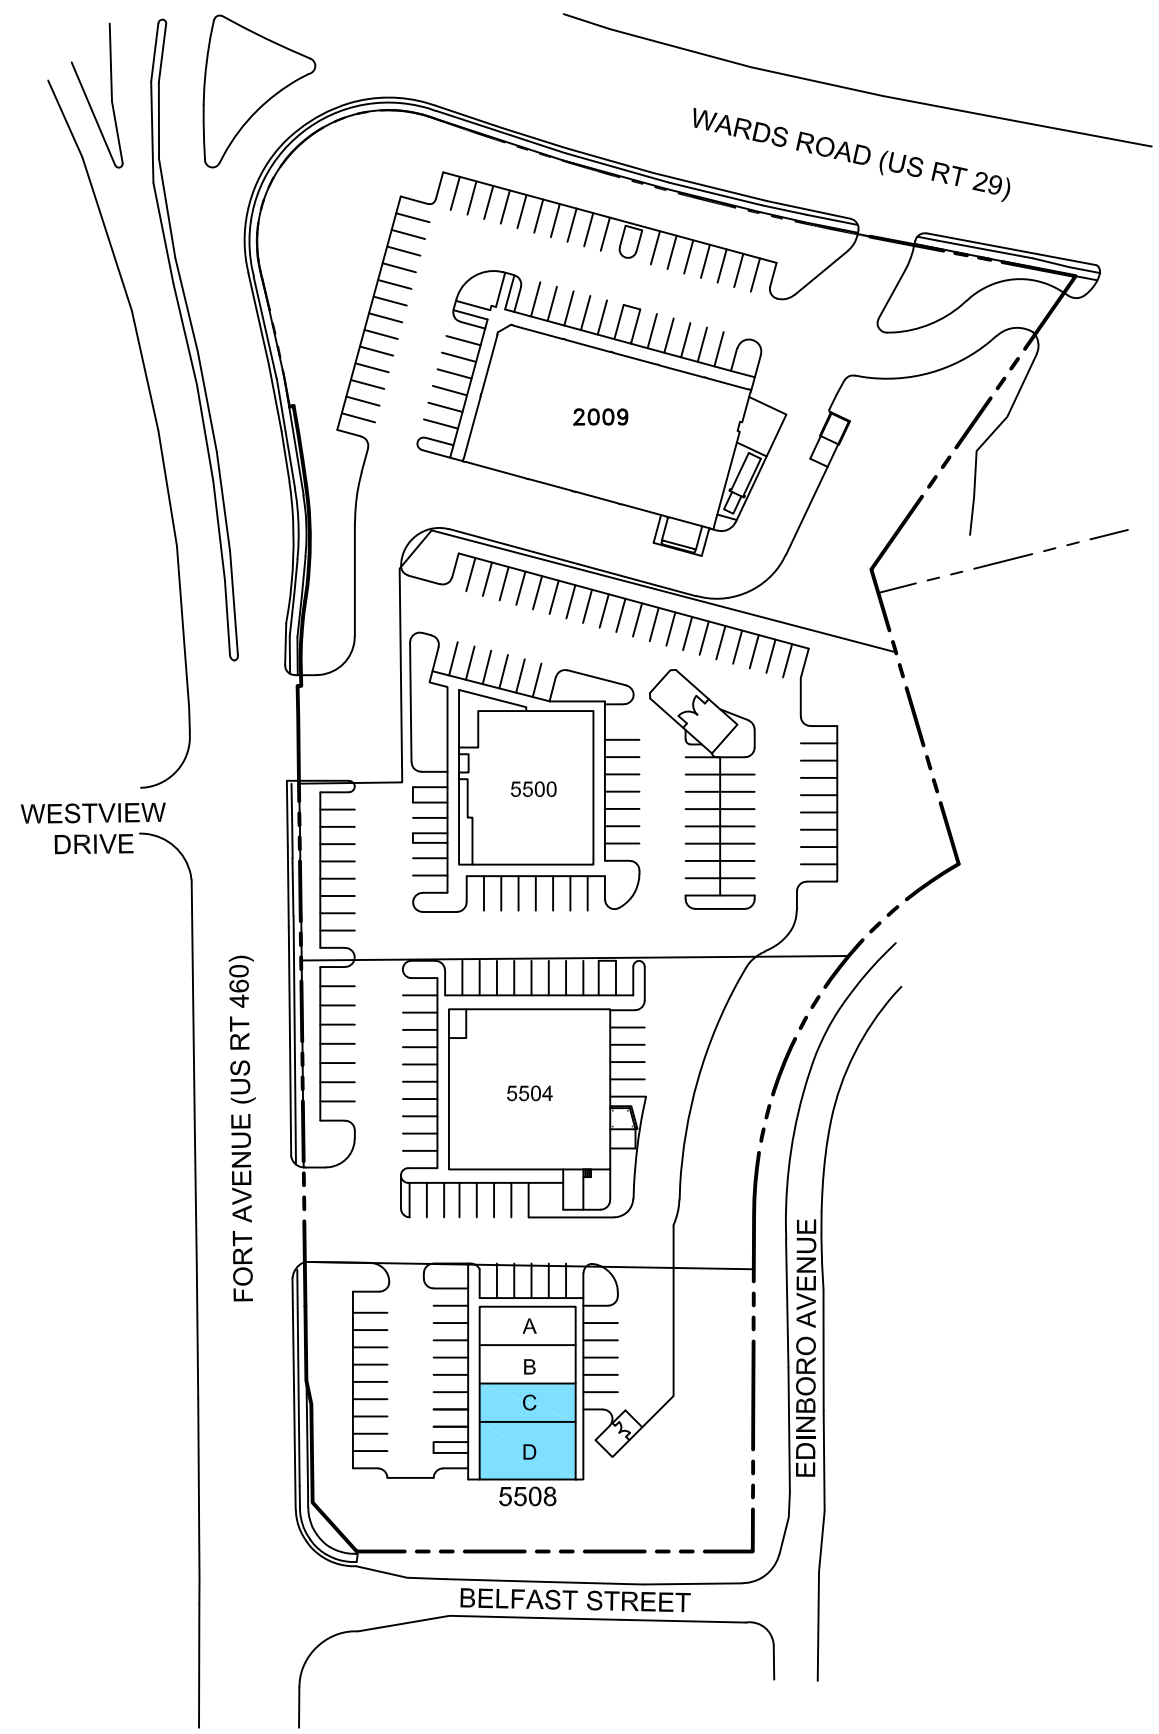 WARDS ROAD (US RT 29)
2009
5500
WESTVIEW
DRIVE
FORT AVENUE (US RT 460)
5504
EDINBORO AVENUE
A
B
C
D
5508
BELFAST STREET